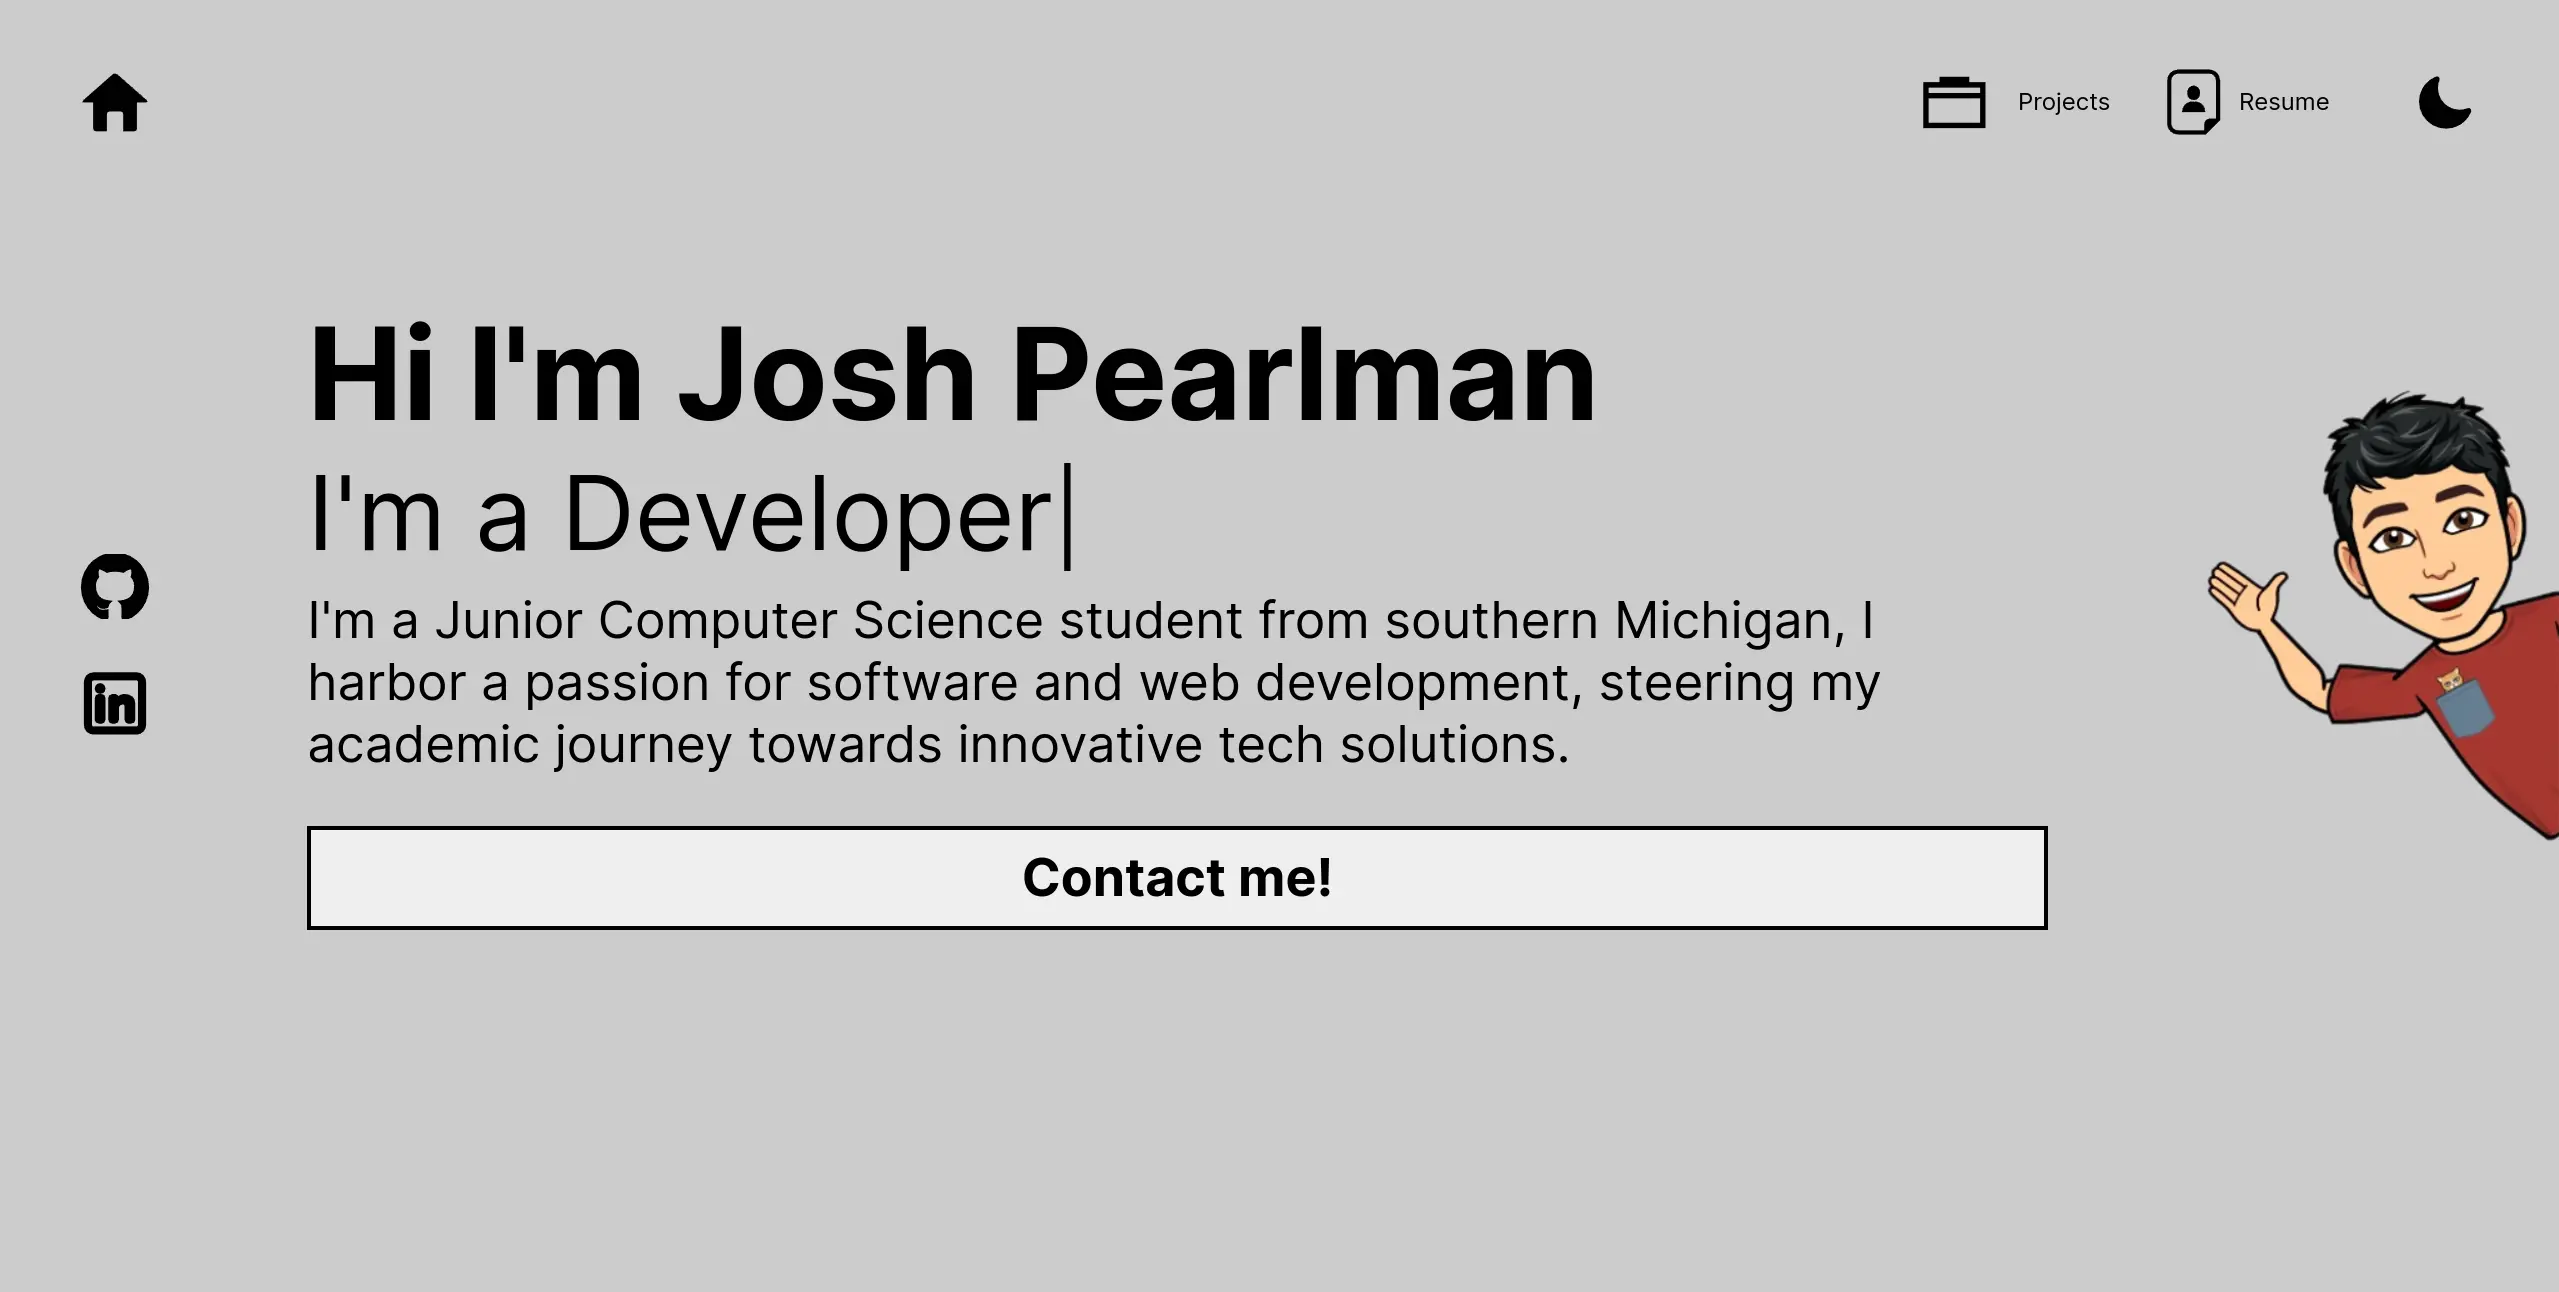 Projects
Resume
Hi I'm Josh Pearlman
I'm a Developer|
I'm a Junior Computer Science student from southern Michigan, I
harbor a passion for software and web development, steering my
academic journey towards innovative tech solutions.
in
Contact me!